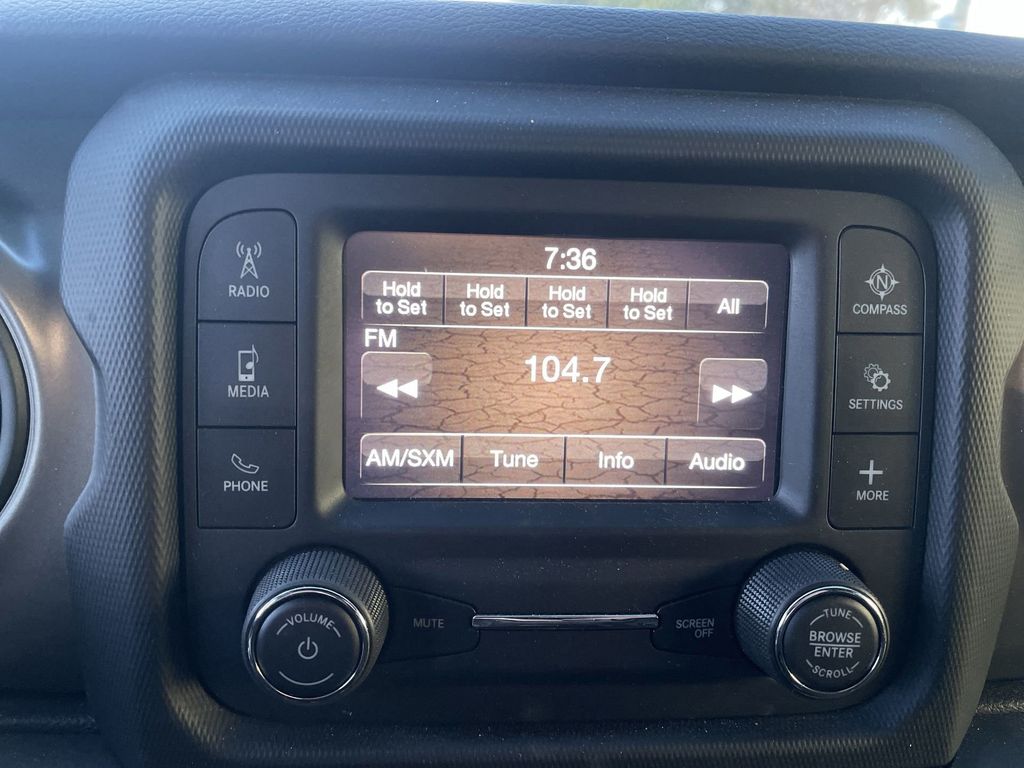 7:36
Hold to Set
Hold to Set
Hold to Set
Hold to Set
All
FM
104.7
AM/SXM Tune Info Audio
RADIO
MEDIA
PHONE
N
COMPASS
SETTINGS
MORE
VOLUME
MUTE
SCREEN
OFF
TUNE
BROWSE
ENTER
SCROLL